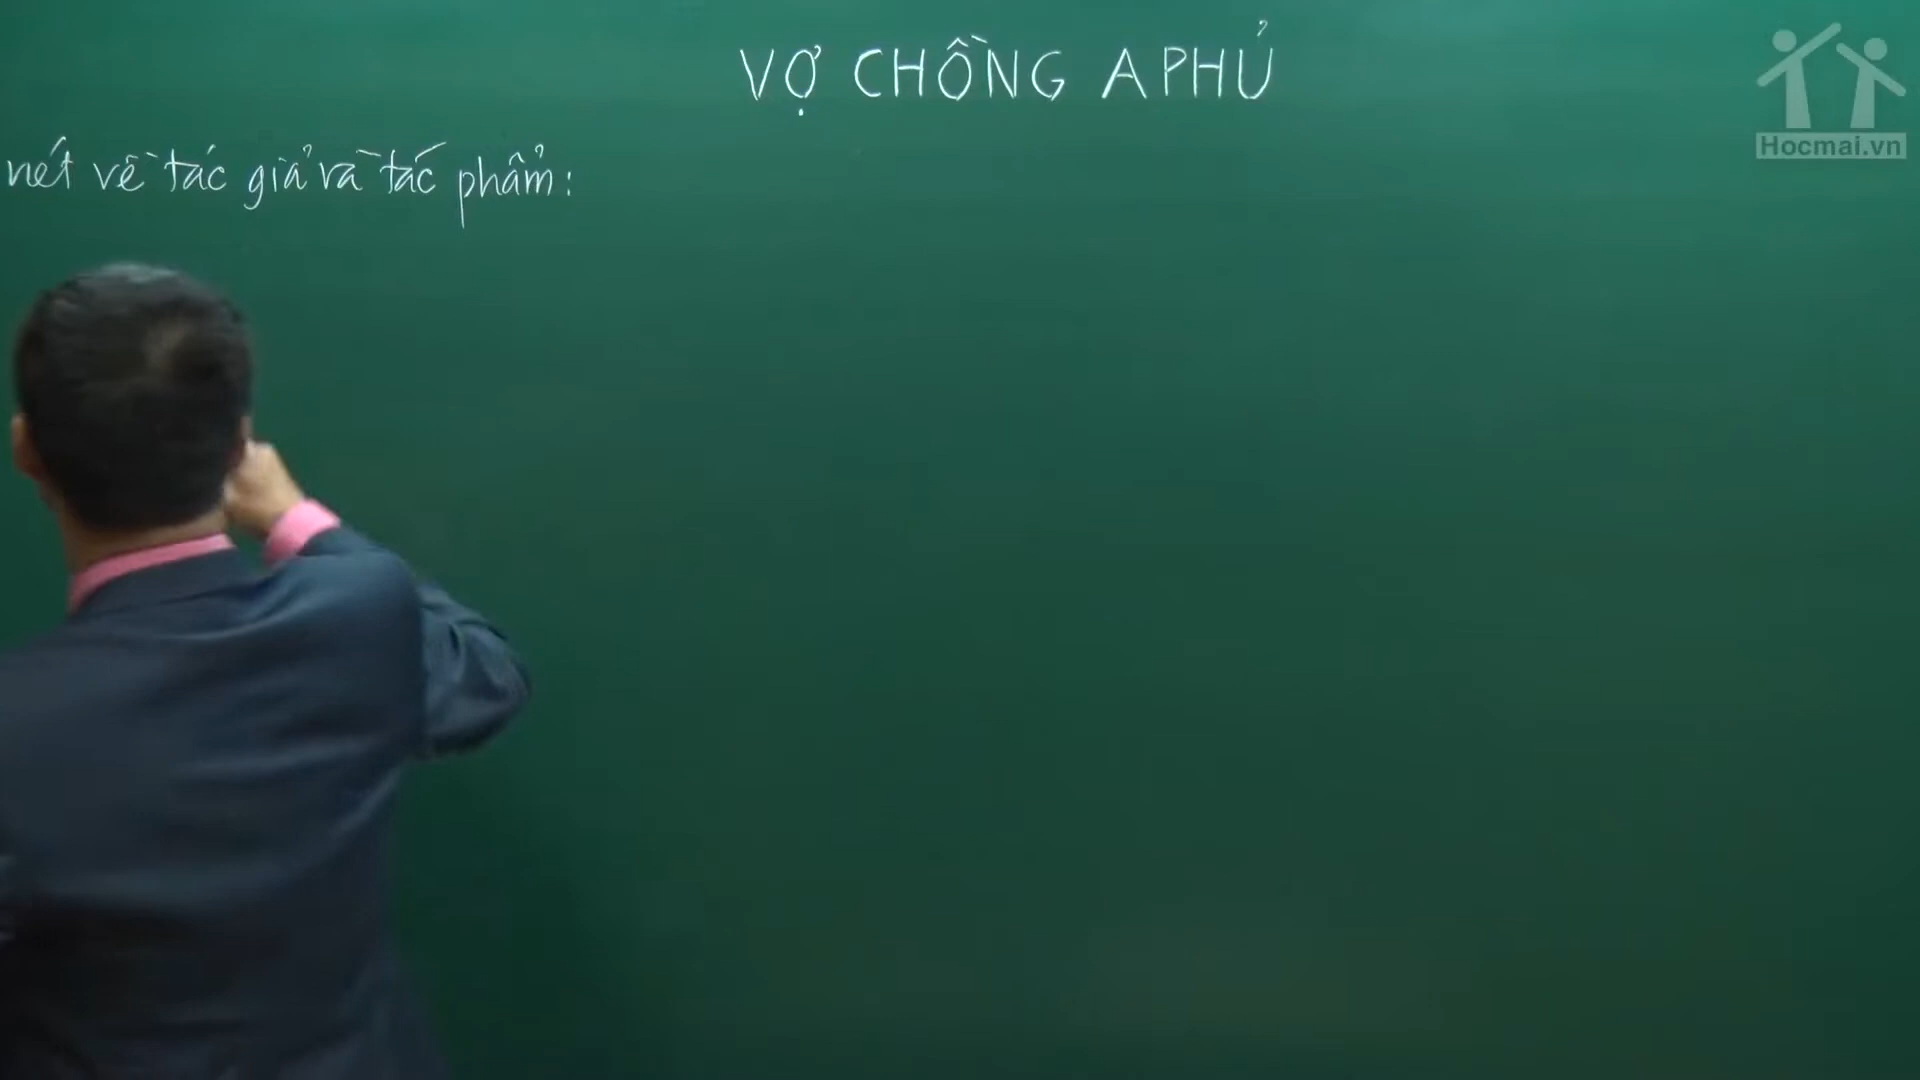 VỢ CHỒNG A PHỦ
Hocmai.vn
nét về tác giả và tác phẩm: